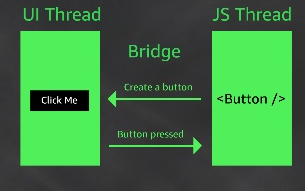 UI Thread
JS Thread
Bridge
Create a button
Click Me
<Button />
Button pressed